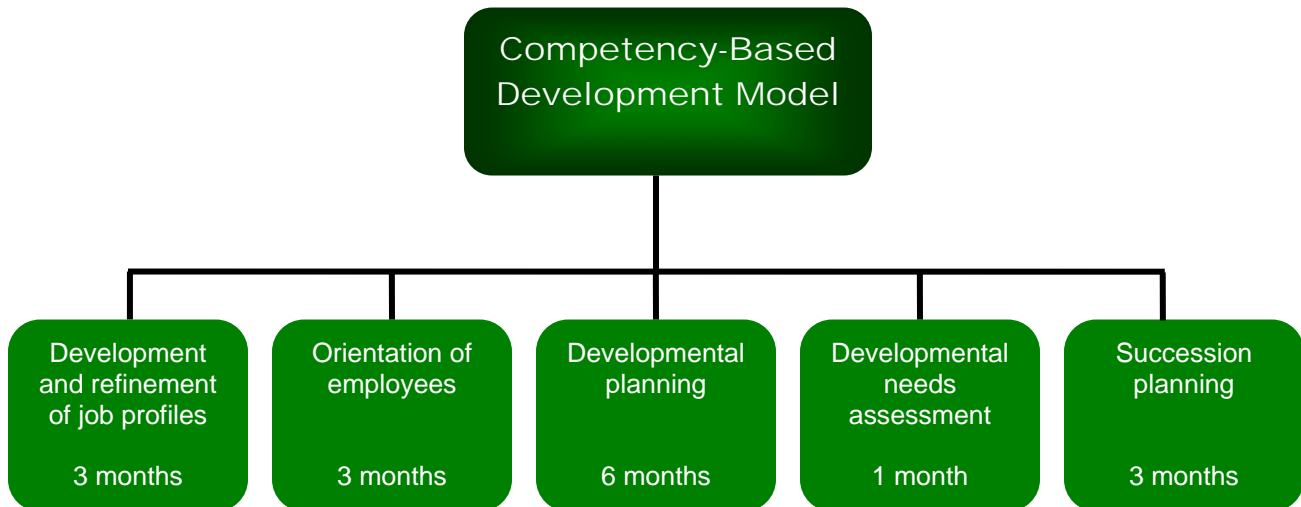 Competency-Based
Development Model
Development
and refinement
of job profiles
3 months
Orientation of
employees
3 months
Developmental
planning
6 months
Developmental
needs
assessment
1 month
Succession
planning
3 months